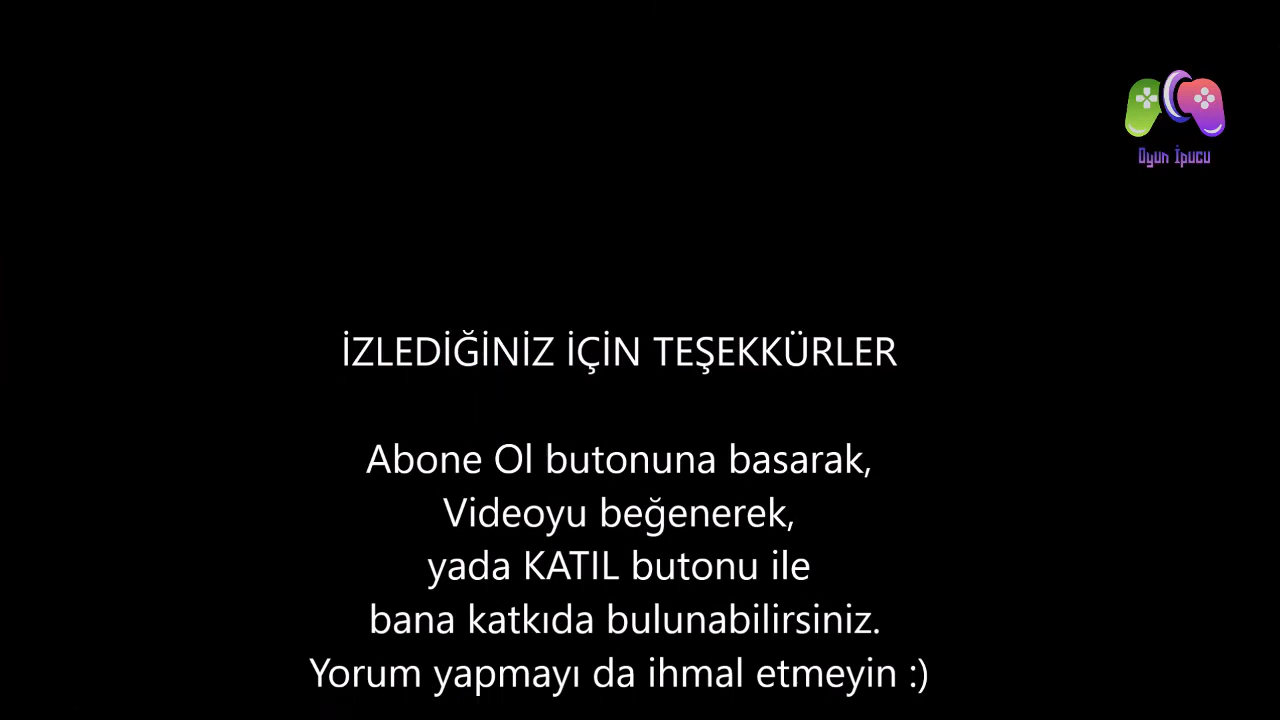 Oyun İpucu
İZLEDİĞİNİZ İÇİN TEŞEKKÜRLER
Abone Ol butonuna basarak,
Videoyu beğenerek,
yada KATIL butonu ile
bana katkıda bulunabilirsiniz.
Yorum yapmayı da ihmal etmeyin :)